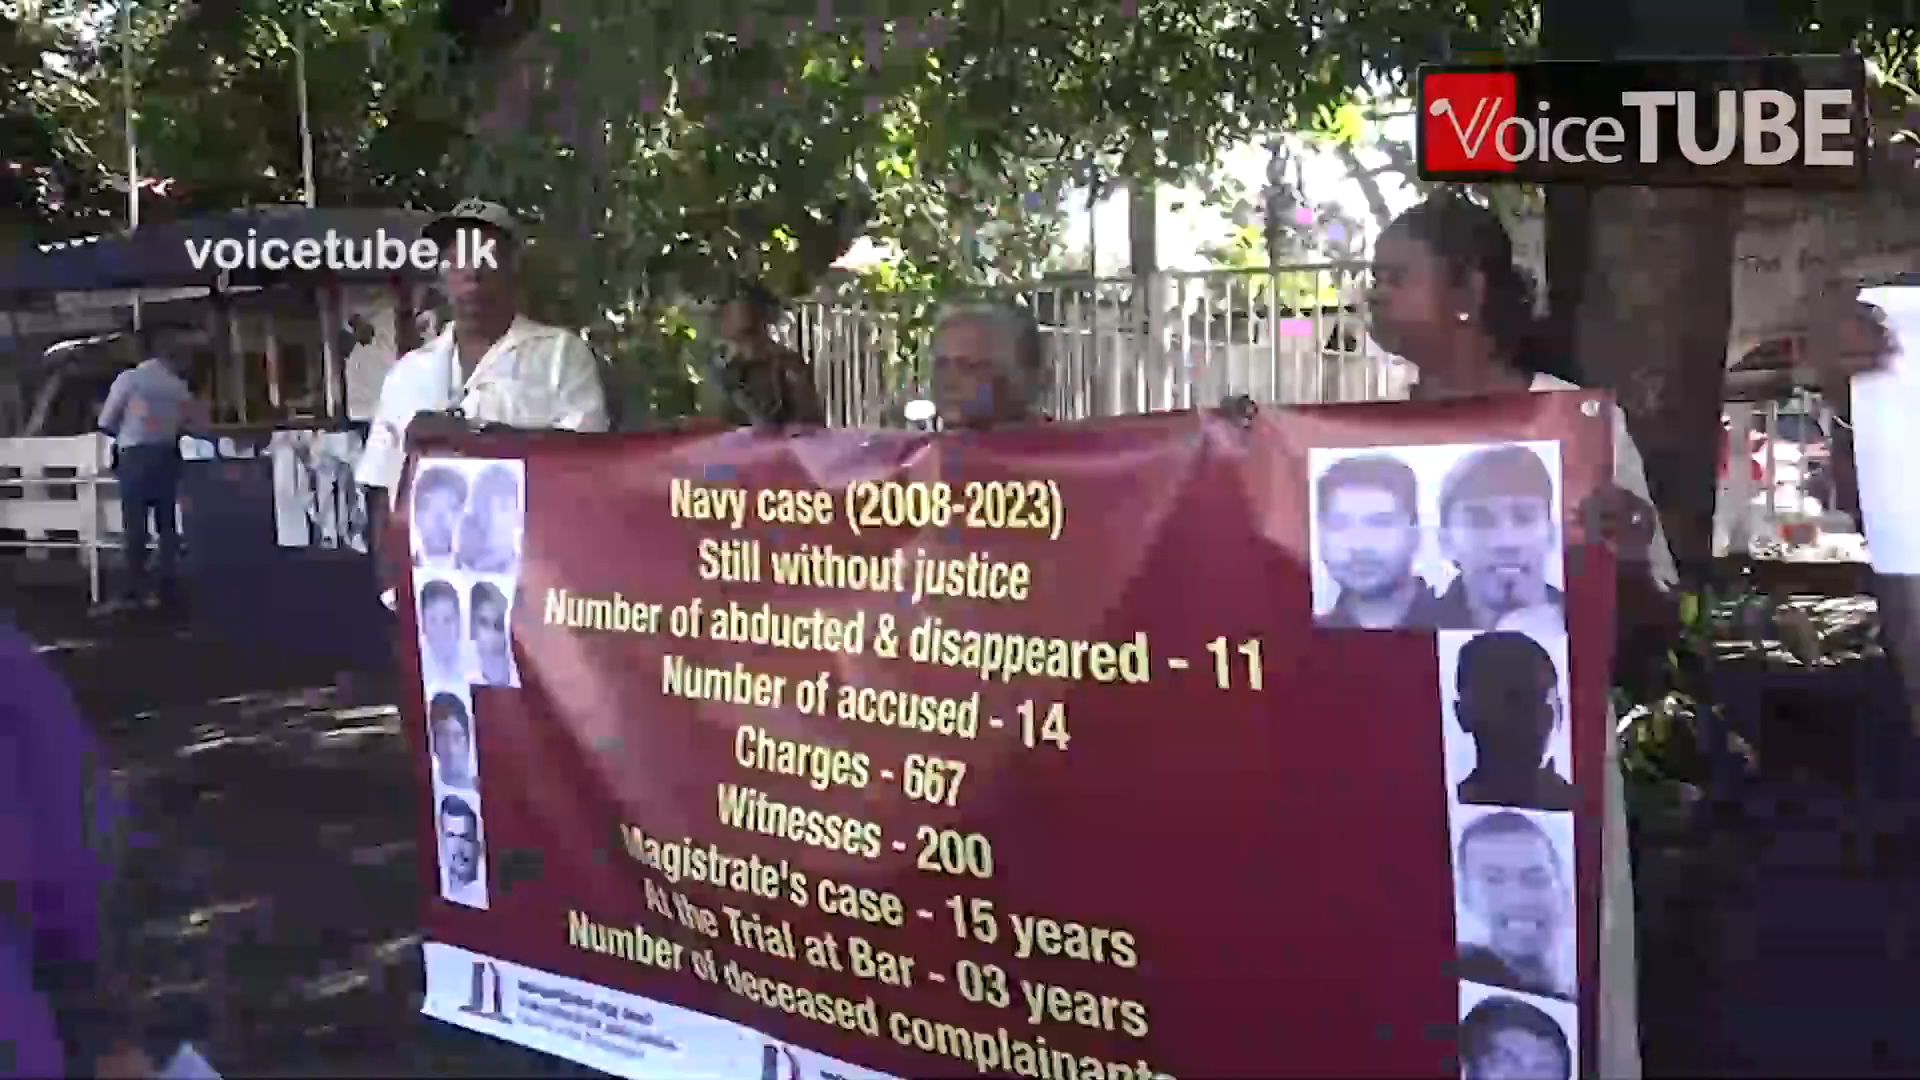 VoiceTUBE
voicetube.lk
Navy case (2008-2023)
Still without justice
Number of abducted & disappeared - 11
Number of accused - 14
Charges - 667
Witnesses - 200
Magistrate's case - 15 years
At the Trial at Bar - 03 years
Number of deceased complainants